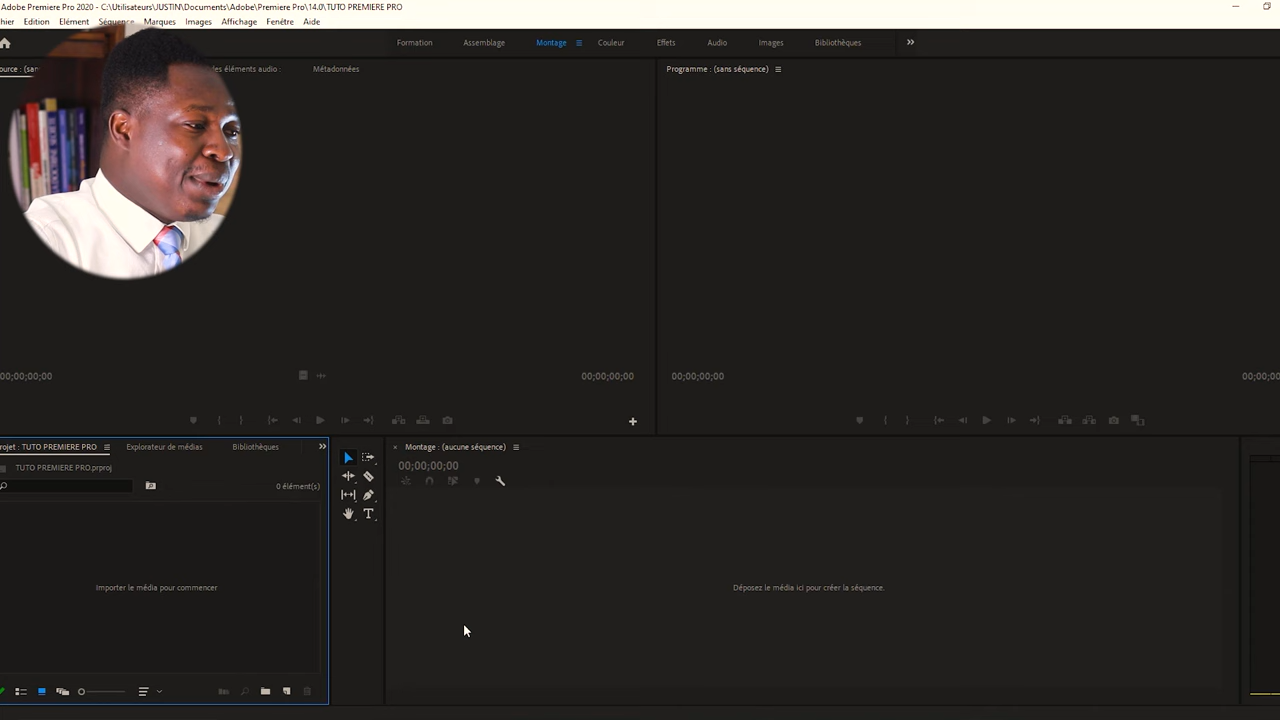 Adobe Premiere Pro 2020 - C:\Utilisateurs\JUSTIN\Documents\Adobe\Premiere Pro\14.0\TUTO PREMIERE PRO
hier Edition Elément Séquence Marques Images Affichage Fenêtre Aide
Formation Assemblage Montage Couleur Effets Audio Images Bibliothèques
ource : (san des éléments audio : Métadonnées Programme : (sans séquence)
00;00;00;00 00;00;00;00 00;00;00;00 00;00;0
rojet : TUTO PREMIERE PRO Explorateur de médias Bibliothèques × Montage : (aucune séquence)
TUTO PREMIERE PRO.prproj 00;00;00;00
0 élément(s)
Importer le média pour commencer Déposez le média ici pour créer la séquence.